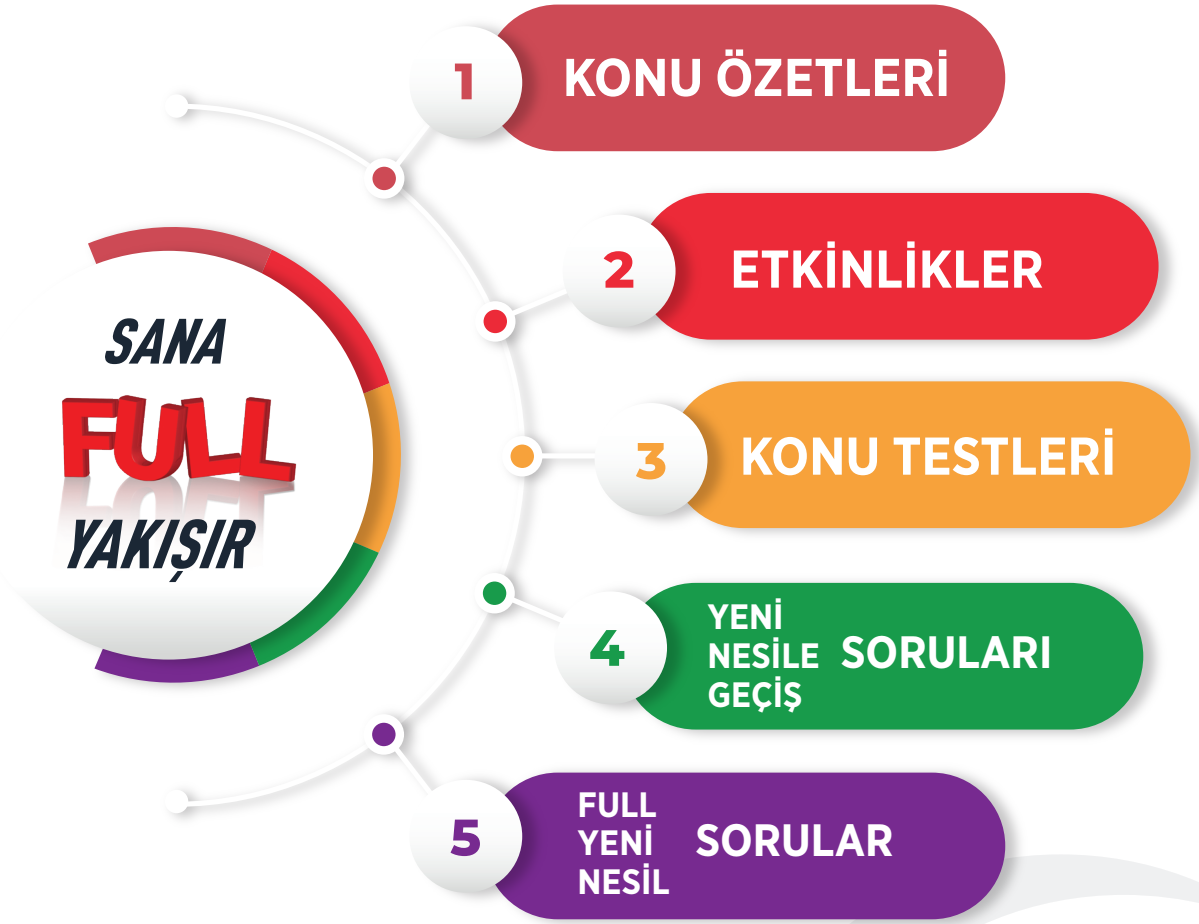 SANA
FULL
YAKIŞIR
1
KONU ÖZETLERİ
2
ETKİNLİKLER
3
KONU TESTLERİ
4
YENİ
NESİLE
GEÇİŞ
SORULARI
5
FULL
YENİ
NESİL
SORULAR